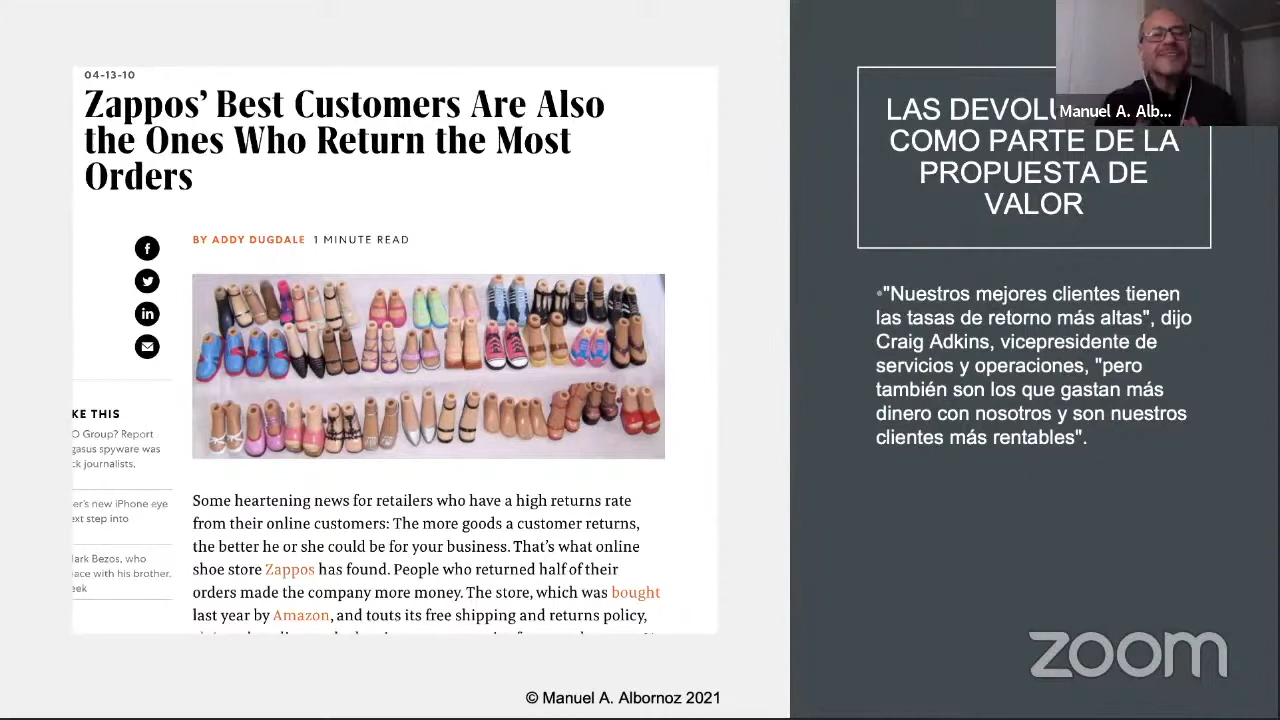 04-13-10
Zappos’ Best Customers Are Also
the Ones Who Return the Most
Orders
BY ADDY DUGDALE 1 MINUTE READ
KE THIS
O Group? Report
gasus spyware was
ck journalists.
er's new iPhone eye
ext step into
ark Bezos, who
ace with his brother,
eek
Some heartening news for retailers who have a high returns rate
from their online customers: The more goods a customer returns,
the better he or she could be for your business. That’s what online
shoe store Zappos has found. People who returned half of their
orders made the company more money. The store, which was bought
last year by Amazon, and touts its free shipping and returns policy,
© Manuel A. Albornoz 2021
Manuel A. Alb...
LAS DEVOLU
COMO PARTE DE LA
PROPUESTA DE
VALOR
•"Nuestros mejores clientes tienen
las tasas de retorno más altas", dijo
Craig Adkins, vicepresidente de
servicios y operaciones, "pero
también son los que gastan más
dinero con nosotros y son nuestros
clientes más rentables".
zoom